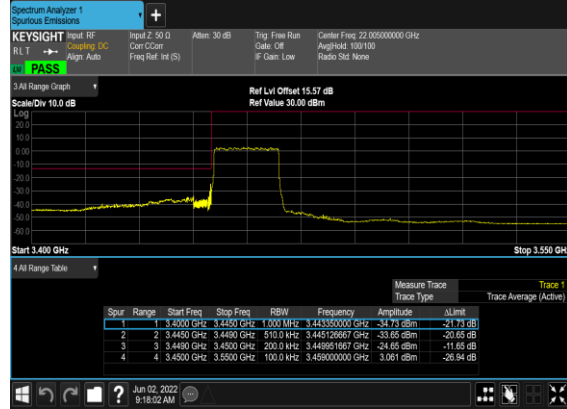 Spectrum Analyzer 1
Spurious Emissions
+
KEYSIGHT Input: RF Input Z: 50 Ω Atten: 30 dB Trig: Free Run Center Freq: 22.005000000 GHz
RLT Coupling: DC Corr CCorr Gate: Off Avg|Hold: 100/100
Align: Auto Freq Ref: Int (S) IF Gain: Low Radio Std: None
PASS
3 All Range Graph
Ref Lvl Offset 15.57 dB
Scale/Div 10.0 dB Ref Value 30.00 dBm
Log
20.0
10.0
0.00
-10.0
-20.0
-30.0
-40.0
-50.0
-60.0
Start 3.400 GHz Stop 3.550 GHz
4 All Range Table
Measure Trace Trace 1
Trace Type Trace Average (Active)
Spur Range Start Freq Stop Freq RBW Frequency Amplitude ΔLimit
1 1 3.4000 GHz 3.4450 GHz 1.000 MHz 3.443350000 GHz -34.73 dBm -21.73 dB
2 2 3.4450 GHz 3.4490 GHz 510.0 kHz 3.445126667 GHz -33.65 dBm -20.65 dB
3 3 3.4490 GHz 3.4500 GHz 200.0 kHz 3.449951667 GHz -24.65 dBm -11.65 dB
4 4 3.4500 GHz 3.5500 GHz 100.0 kHz 3.459000000 GHz 3.061 dBm -26.94 dB
?
Jun 02, 2022
9:18:02 AM